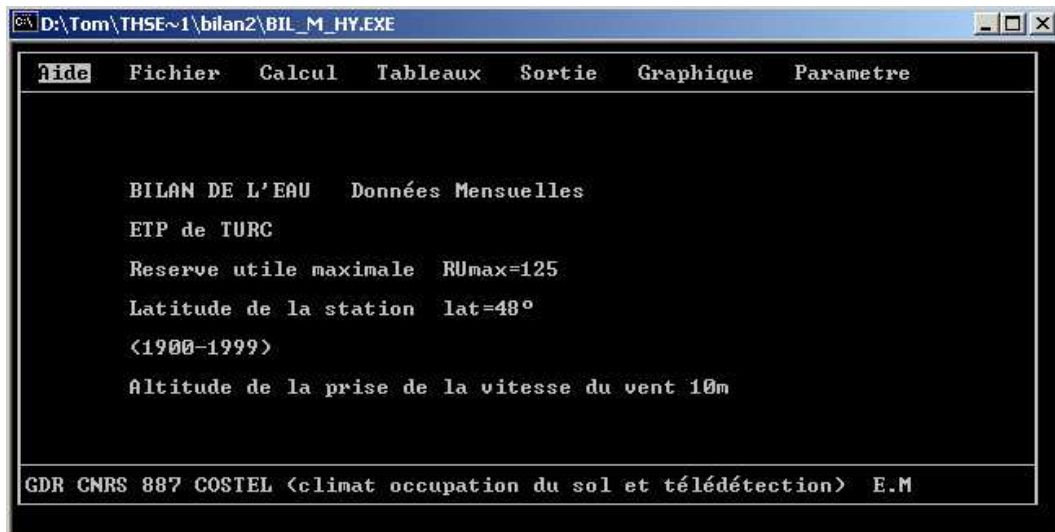 D:\Tom\THSE~1\bilan2\BIL_M_HY.EXE
Aide Fichier Calcul Tableaux Sortie Graphique Parametre
BILAN DE L'EAU Données Mensuelles
ETP de TURC
Reserve utile maximale RUmax=125
Latitude de la station lat=48º
(1900-1999)
Altitude de la prise de la vitesse du vent 10m
GDR CNRS 887 COSTEL (climat occupation du sol et télédétection) E.M